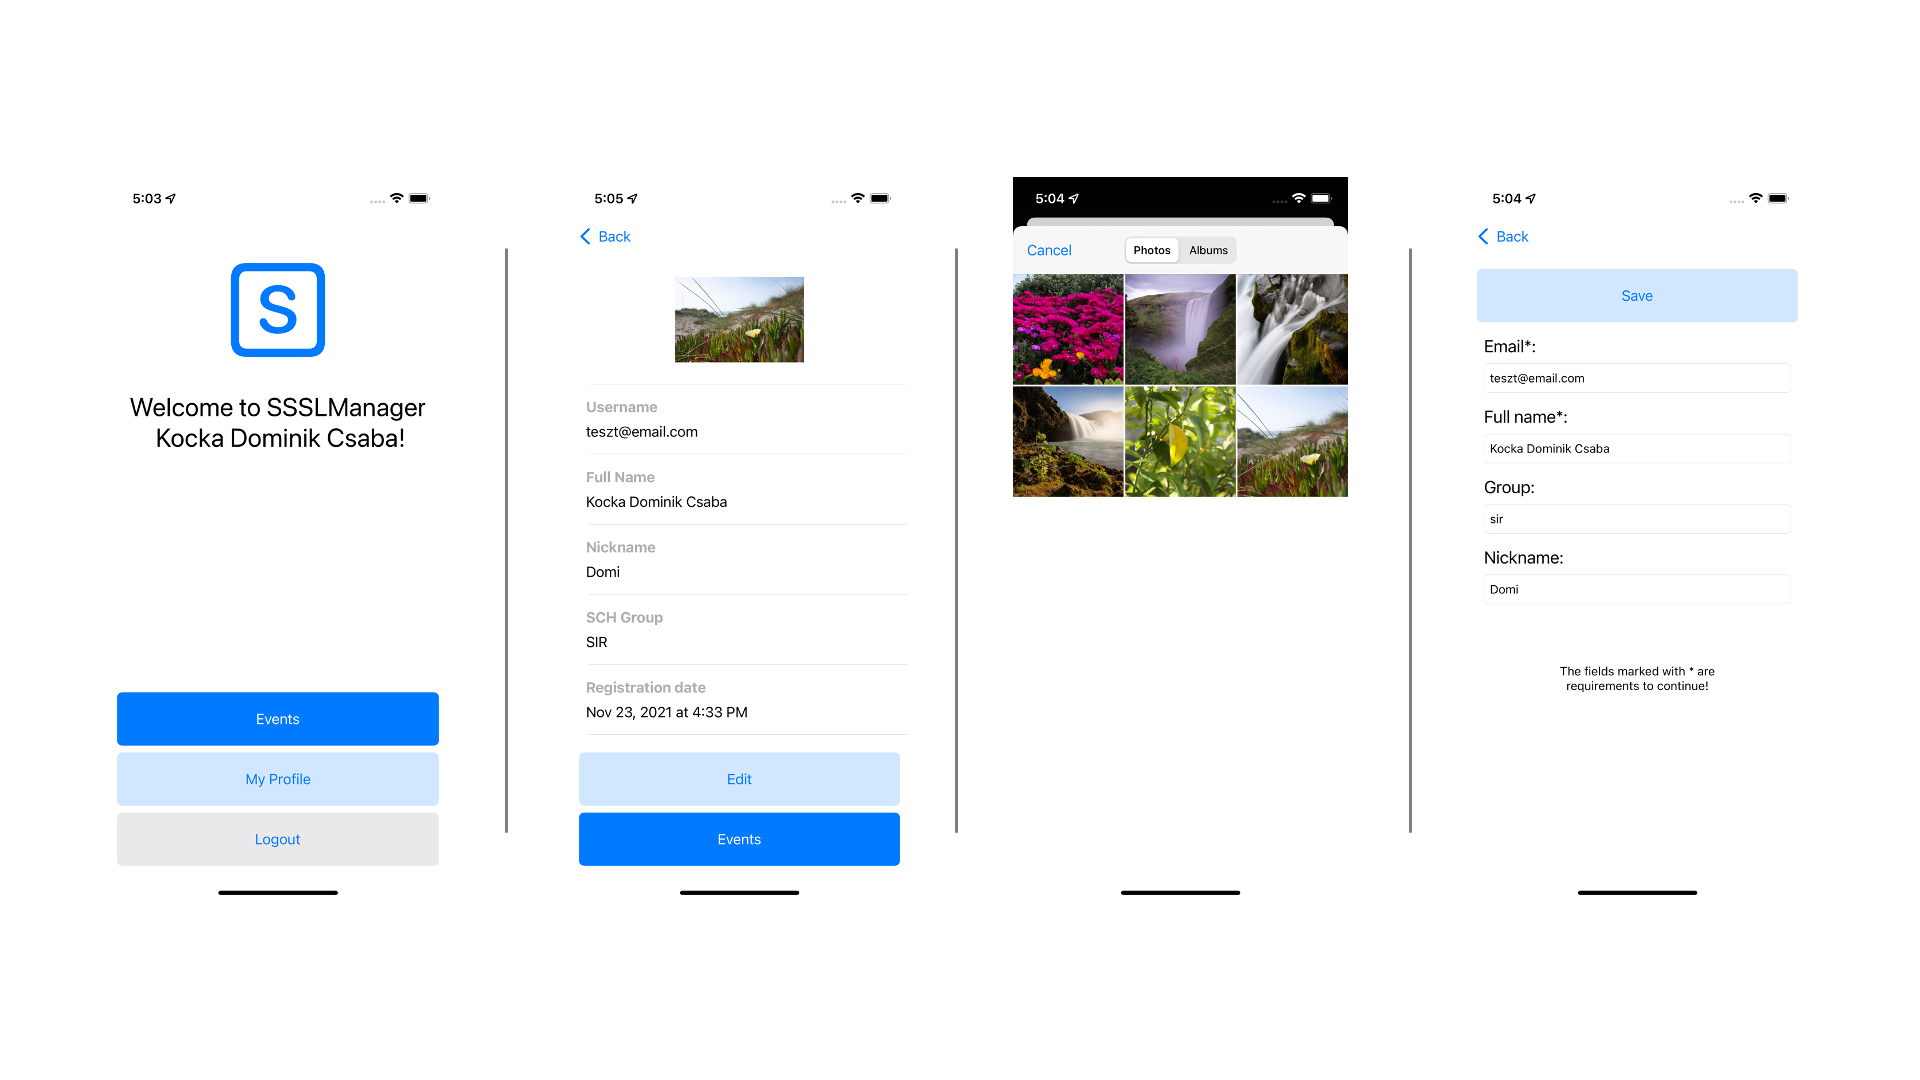 5:03
S
Welcome to SSSLManager
Kocka Dominik Csaba!
Events
My Profile
Logout
5:05
Back
Username
teszt@email.com
Full Name
Kocka Dominik Csaba
Nickname
Domi
SCH Group
SIR
Registration date
Nov 23, 2021 at 4:33 PM
Edit
Events
5:04
Cancel
Photos
Albums
5:04
Back
Save
Email*:
teszt@email.com
Full name*:
Kocka Dominik Csaba
Group:
sir
Nickname:
Domi
The fields marked with * are
requirements to continue!